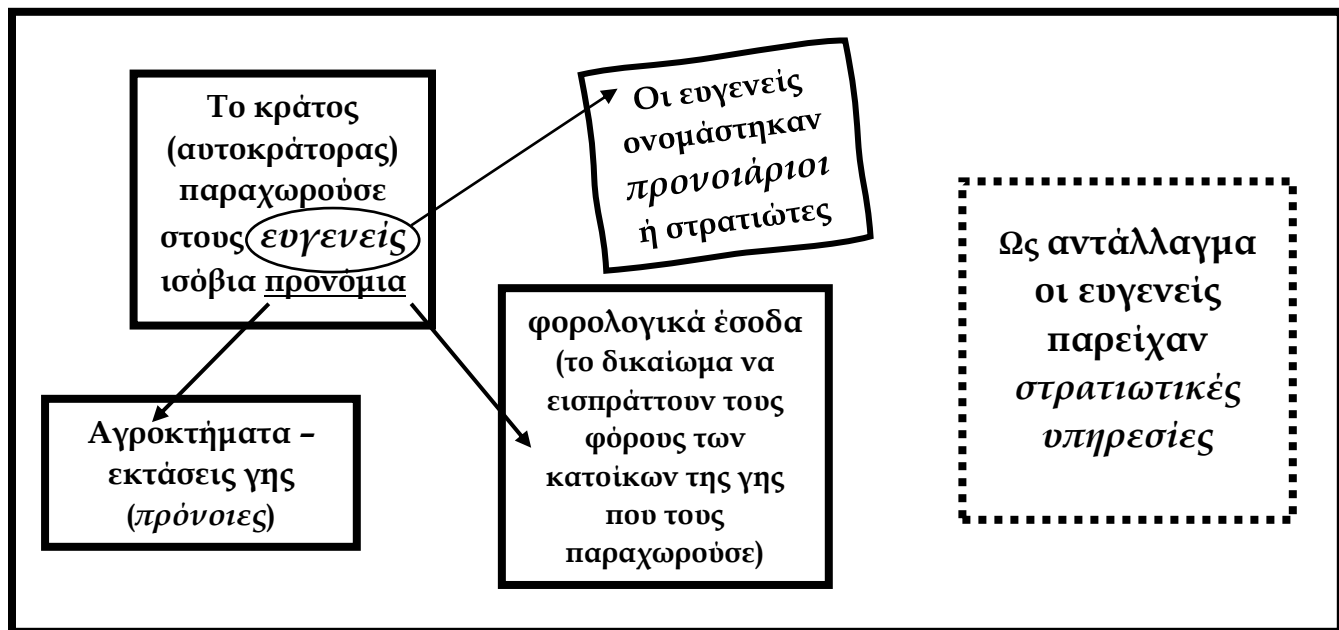 Το κράτος
(αυτοκράτορας)
παραχωρούσε
στους ευγενείς
ισόβια προνόμια
Οι ευγενείς
ονομάστηκαν
προνοιάριοι
ή στρατιώτες
Αγροκτήματα –
εκτάσεις γης
(πρόνοιες)
φορολογικά έσοδα
(το δικαίωμα να
εισπράττουν τους
φόρους των
κατοίκων της γης
που τους
παραχωρούσε)
Ως αντάλλαγμα
οι ευγενείς
παρείχαν
στρατιωτικές
υπηρεσίες